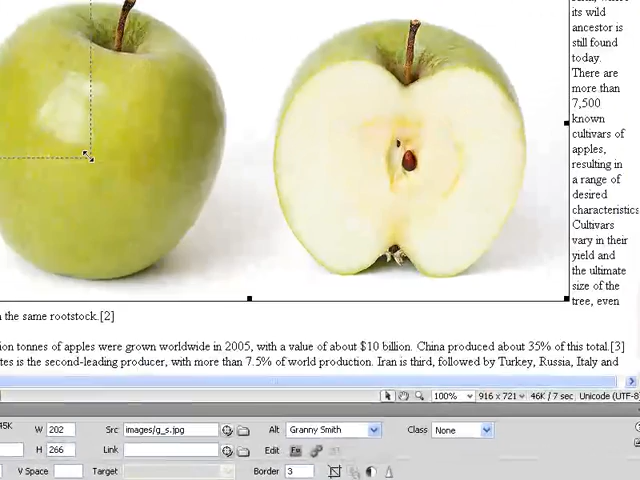 its wild
ancestor is
still found
today.
There are
more than
7,500
known
cultivars of
apples,
resulting in
a range of
desired
characteristics
Cultivars
vary in their
yield and
the ultimate
size of the
tree, even
n the same rootstock.[2]
ion tonnes of apples were grown worldwide in 2005, with a value of about $10 billion. China produced about 35% of this total.[3]
tes is the second-leading producer, with more than 7.5% of world production. Iran is third, followed by Turkey, Russia, Italy and
100% 916 x 721 46K / 7 sec Unicode (UTF-8
45K W 202 Src images/g_s.jpg Alt Granny Smith Class None
H 266 Link Edit
V Space Target Border 3